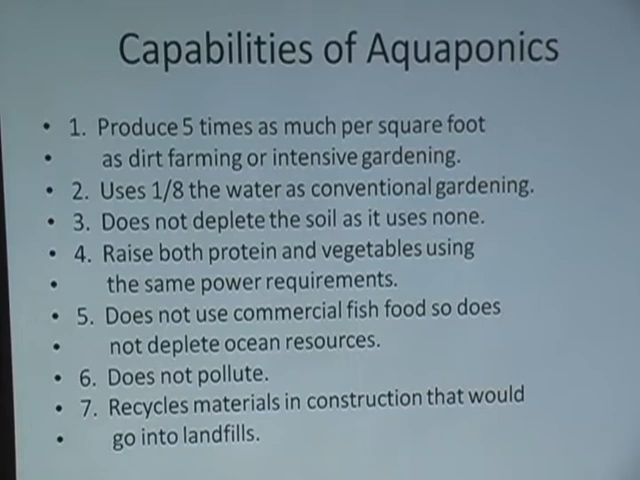 Capabilities of Aquaponics
• 1. Produce 5 times as much per square foot
• as dirt farming or intensive gardening.
• 2. Uses 1/8 the water as conventional gardening.
• 3. Does not deplete the soil as it uses none.
• 4. Raise both protein and vegetables using
• the same power requirements.
• 5. Does not use commercial fish food so does
• not deplete ocean resources.
• 6. Does not pollute.
• 7. Recycles materials in construction that would
• go into landfills.